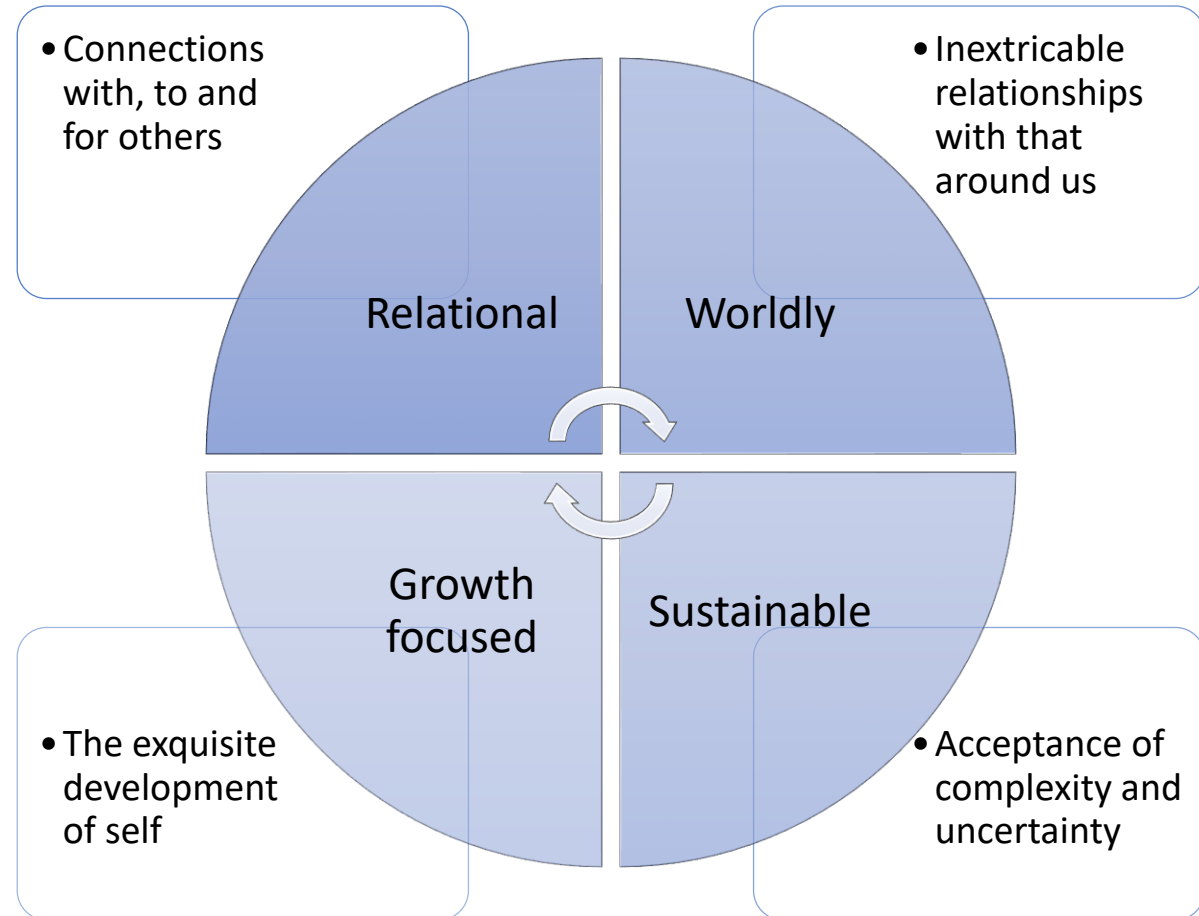 • Connections
with, to and
for others
• Inextricable
relationships
with that
around us
Relational
Worldly
Growth
focused
Sustainable
• The exquisite
development
of self
• Acceptance of
complexity and
uncertainty